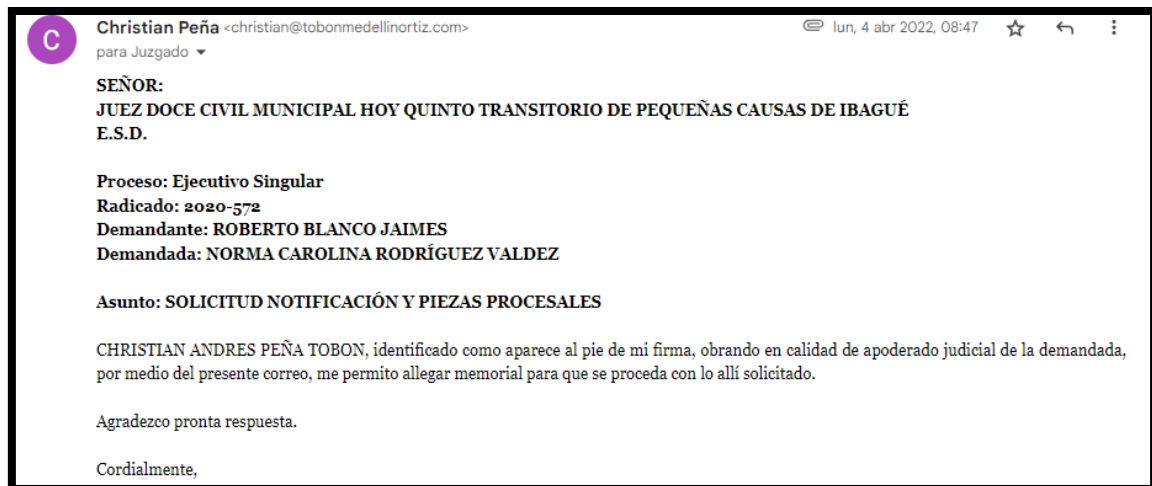 C
Christian Peña <christian@tobonmedellinortiz.com>
lun, 4 abr 2022, 08:47
para Juzgado
SEÑOR:
JUEZ DOCE CIVIL MUNICIPAL HOY QUINTO TRANSITORIO DE PEQUEÑAS CAUSAS DE IBAGUÉ
E.S.D.
Proceso: Ejecutivo Singular
Radicado: 2020-572
Demandante: ROBERTO BLANCO JAIMES
Demandada: NORMA CAROLINA RODRÍGUEZ VALDEZ
Asunto: SOLICITUD NOTIFICACIÓN Y PIEZAS PROCESALES
CHRISTIAN ANDRES PEÑA TOBON, identificado como aparece al pie de mi firma, obrando en calidad de apoderado judicial de la demandada,
por medio del presente correo, me permito allegar memorial para que se proceda con lo allí solicitado.
Agradezco pronta respuesta.
Cordialmente,